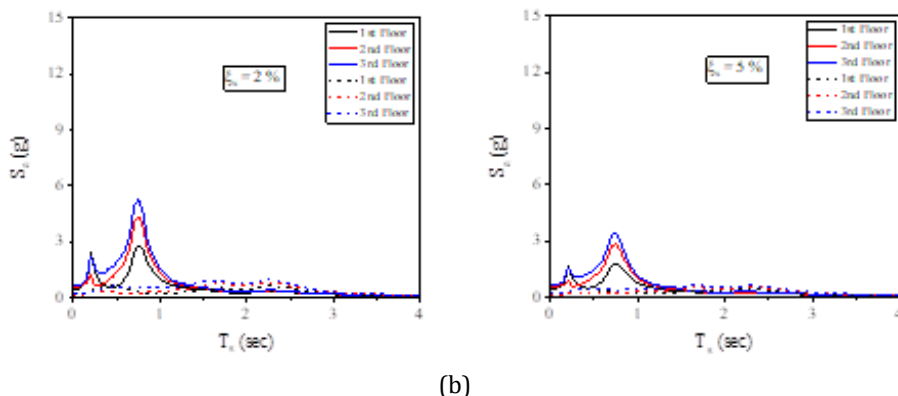 15
12
9
6
3
0
S_a (g)
ξ_s = 2 %
1st Floor
2nd Floor
3rd Floor
1st Floor
2nd Floor
3rd Floor
0 1 2 3 4
T_s (sec)
15
12
9
6
3
0
S_a (g)
ξ_s = 5 %
1st Floor
2nd Floor
3rd Floor
1st Floor
2nd Floor
3rd Floor
0 1 2 3 4
T_s (sec)
(b)